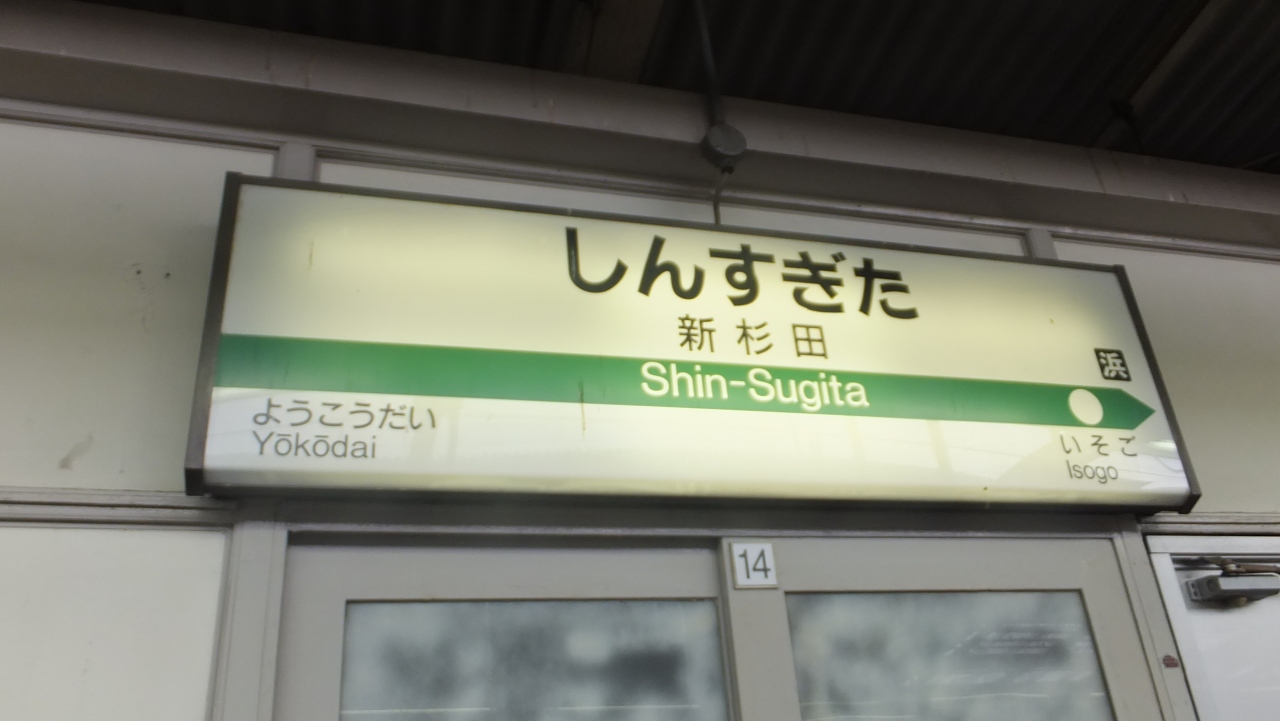 しんすぎた
新杉田
浜
Shin-Sugita
ようこうだい
Yōkōdai
いそご
Isogo
14